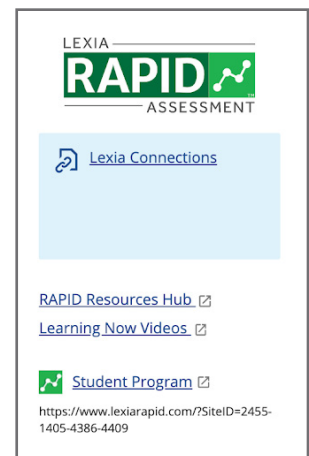 LEXIA
RAPID
ASSESSMENT
Lexia Connections
RAPID Resources Hub
Learning Now Videos
Student Program
https://www.lexiarapid.com/?SiteID=2455-
1405-4386-4409